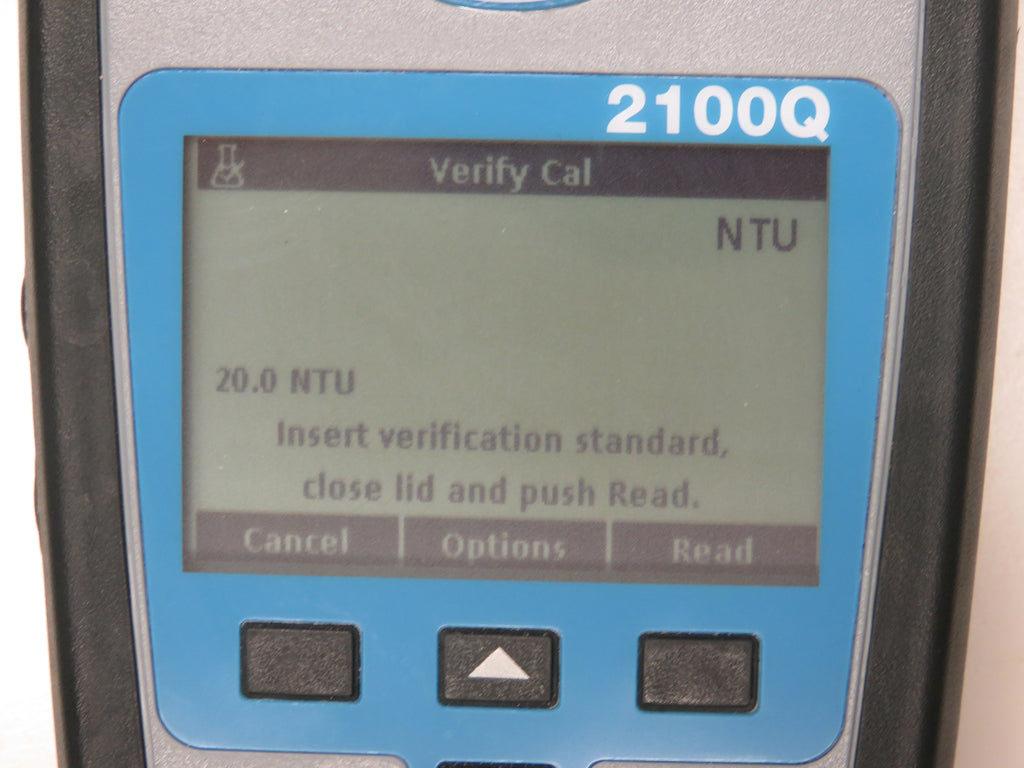 2100Q
Verify Cal
NTU
20.0 NTU
Insert verification standard,
close lid and push Read.
Cancel Options Read